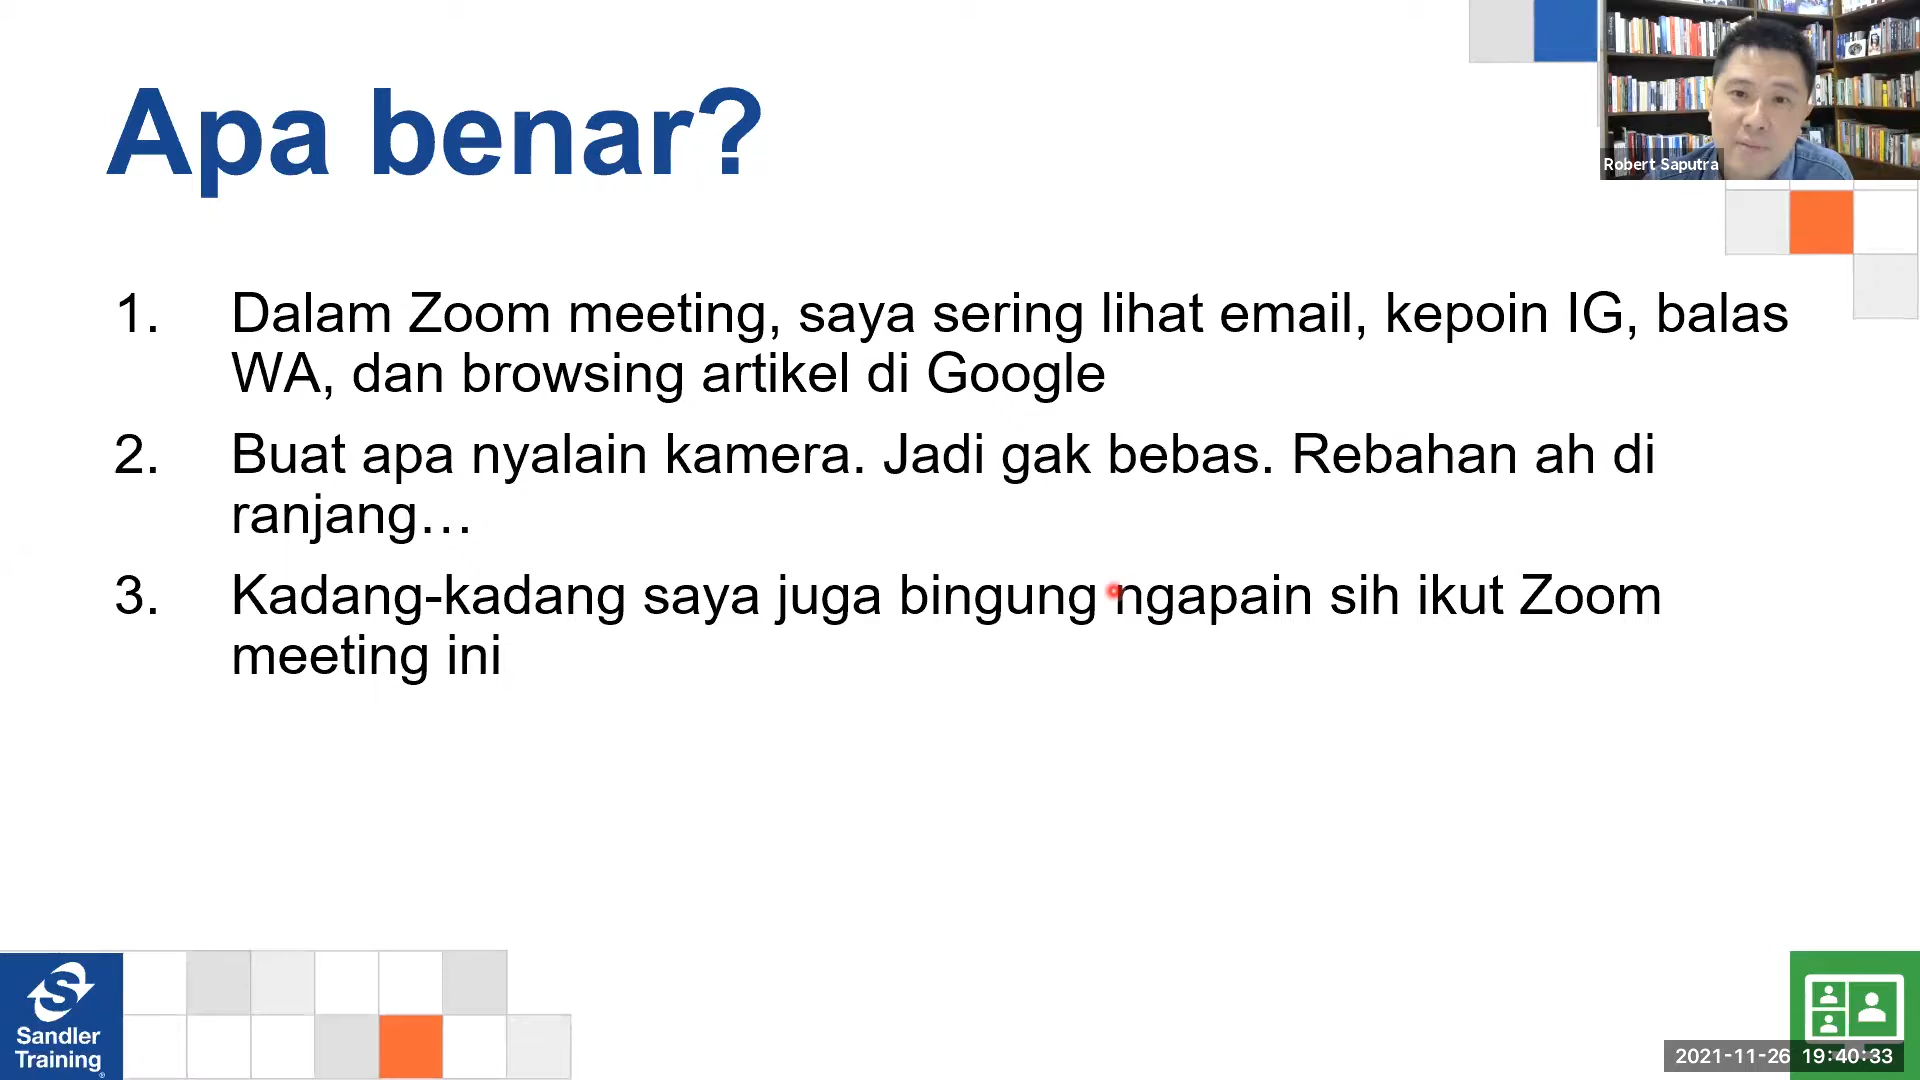 Apa benar?
Robert Saputra
1. Dalam Zoom meeting, saya sering lihat email, kepoin IG, balas
WA, dan browsing artikel di Google
2. Buat apa nyalain kamera. Jadi gak bebas. Rebahan ah di
ranjang…
3. Kadang-kadang saya juga bingung ngapain sih ikut Zoom
meeting ini
Sandler
Training
2021-11-26 19:40:33